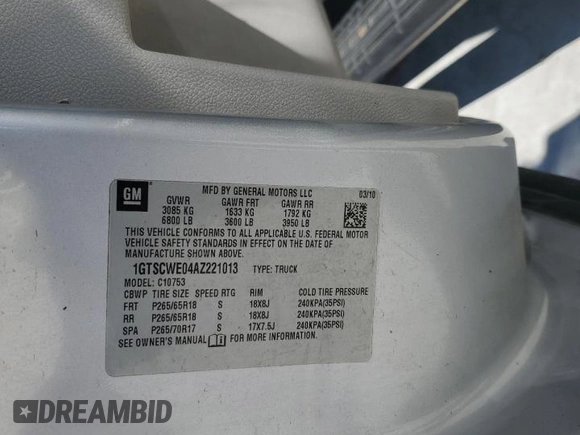 GM
MFD BY GENERAL MOTORS LLC 03/10
GVWR GAWR FRT GAWR RR
3085 KG 1633 KG 1792 KG
6800 LB 3600 LB 3950 LB
THIS VEHICLE CONFORMS TO ALL APPLICABLE U.S. FEDERAL MOTOR
VEHICLE SAFETY STANDARDS IN EFFECT ON THE DATE OF
MANUFACTURE SHOWN ABOVE.
1GTSCWE04AZ221013 TYPE: TRUCK
MODEL: C10753
CBWP TIRE SIZE SPEED RTG RIM COLD TIRE PRESSURE
FRT P265/65R18 S 18X8J 240KPA(35PSI)
RR P265/65R18 S 18X8J 240KPA(35PSI)
SPA P265/70R17 S 17X7.5J 240KPA(35PSI)
SEE OWNER'S MANUAL FOR MORE INFORMATION.
DREAMBID